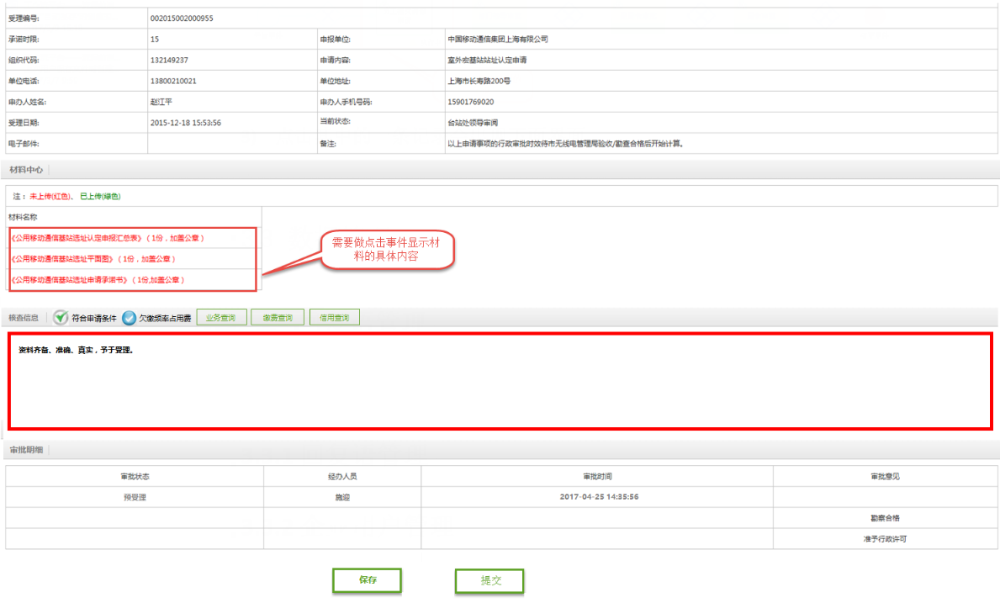 受理编号: 002015002000955
承诺时限: 15 申报单位: 中国移动通信集团上海有限公司
组织代码: 132149237 申请内容: 室外宏基站站址认定申请
单位电话: 13800210021 单位地址: 上海市长寿路200号
申办人姓名: 赵江平 申办人手机号码: 15901769020
受理日期: 2015-12-18 15:53:56 当前状态: 台站处领导审阅
电子邮件: 备注: 以上申请事项的行政审批时效待市无线电管理局验收/勘查合格后开始计算。
材料中心
注：未上传(红色)、 已上传(绿色)
材料名称
《公用移动通信基站选址认定申报汇总表》（1份，加盖公章）
《公用移动通信基站选址平面图》（1份，加盖公章）
《公用移动通信基站选址申请承诺书》（1份,加盖公章）
需要做点击事件显示材
料的具体内容
核查信息 符合申请条件 欠缴频率占用费 业务查询 缴费查询 信用查询
资料齐备、准确、真实，予于受理。
审批明细
审批状态 经办人员 审批时间 审批意见
预受理 施迎 2017-04-25 14:35:56
勘察合格
准予行政许可
保存 提交